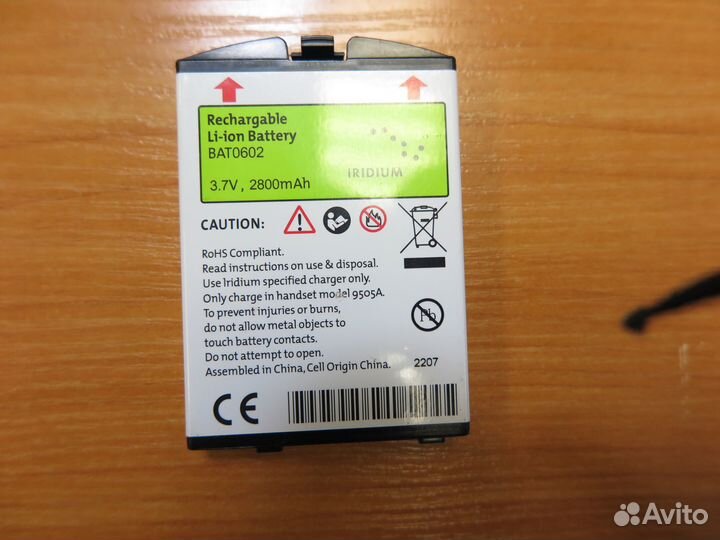 Rechargable
Li-ion Battery
BAT0602
3.7V, 2800mAh
IRIDIUM
CAUTION:
RoHS Compliant.
Read instructions on use & disposal.
Use Iridium specified charger only.
Only charge in handset model 9505A.
To prevent injuries or burns,
do not allow metal objects to
touch battery contacts.
Do not attempt to open.
Assembled in China, Cell Origin China.
2207
Pb
CE
Avito